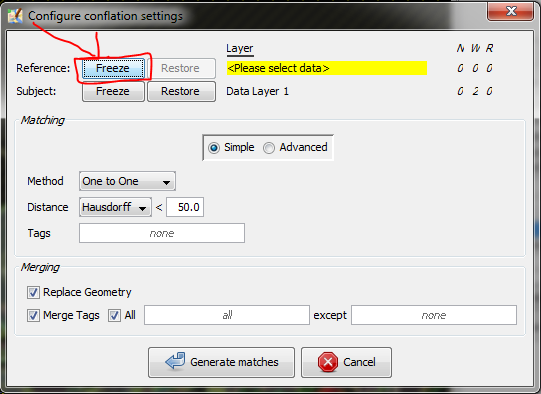 Configure conflation settings
Layer N W R
Reference: Freeze Restore <Please select data> 0 0 0
Subject: Freeze Restore Data Layer 1 0 2 0
Matching
Simple Advanced
Method One to One
Distance Hausdorff < 50.0
Tags none
Merging
Replace Geometry
Merge Tags All all except none
Generate matches Cancel